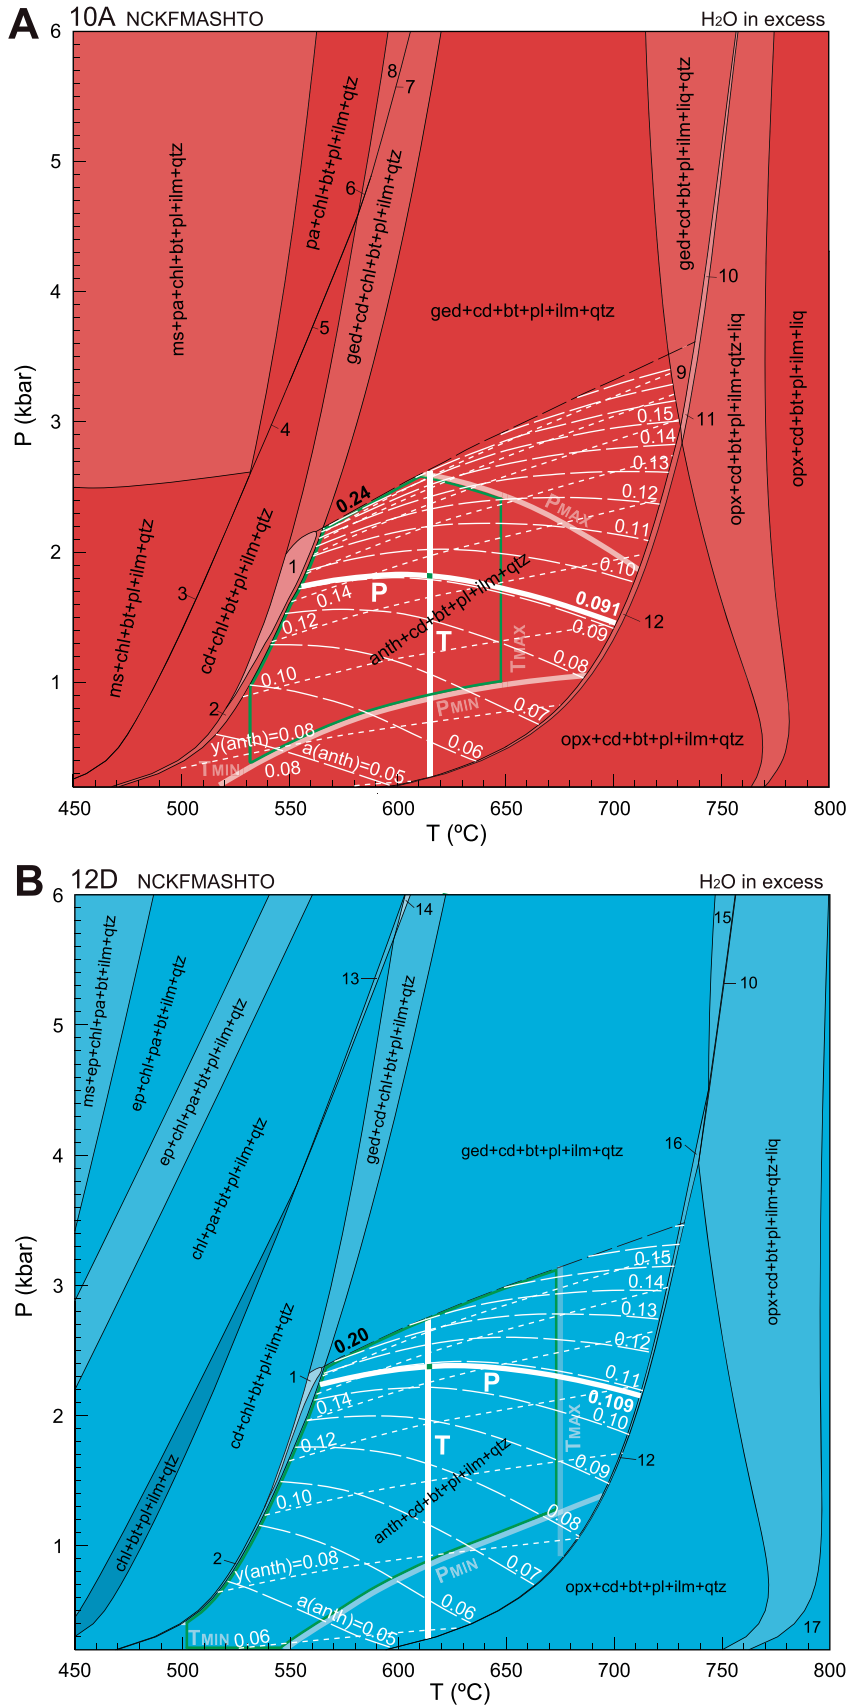 A 10A NCKFMASHTO H2O in excess
6
5
4
3
2
1
P (kbar)
ms+pa+chl+bt+pl+ilm+qtz
pa+chl+bt+pl+ilm+qtz
8
7
6
5
4
3
ged+cd+chl+bt+pl+ilm+qtz
ged+cd+bt+pl+ilm+qtz
ged+cd+bt+pl+ilm+liq+qtz
10
opx+cd+bt+pl+ilm+qtz+liq
opx+cd+bt+pl+ilm+liq
9
11
0.15
0.14
0.13
0.12
0.11
0.10
0.24
PMAX
ms+chl+bt+pl+ilm+qtz
cd+chl+bt+pl+ilm+qtz
1
0.14
P
0.12
anth+cd+bt+pl+ilm+qtz
T
0.091
0.09
12
TMAX
0.08
0.10
2
PMIN
0.07
y(anth)=0.08
a(anth)=0.05
0.06
TMIN
0.08
opx+cd+bt+pl+ilm+qtz
450 500 550 600 650 700 750 800
T (ºC)
B 12D NCKFMASHTO H2O in excess
6
5
4
3
2
1
P (kbar)
ms+ep+chl+pa+bt+ilm+qtz
ep+chl+pa+bt+ilm+qtz
ep+chl+pa+bt+pl+ilm+qtz
chl+pa+bt+pl+ilm+qtz
14
13
ged+cd+chl+bt+pl+ilm+qtz
15
10
ged+cd+bt+pl+ilm+qtz
16
opx+cd+bt+pl+ilm+qtz+liq
0.15
0.14
0.13
0.12
0.11
0.109
0.10
0.20
cd+chl+bt+pl+ilm+qtz
1
P
0.14
TMAX
0.12
T
anth+cd+bt+pl+ilm+qtz
12
0.09
chl+bt+pl+ilm+qtz
0.10
0.08
2
y(anth)=0.08
PMIN
0.07
a(anth)=0.05
0.06
opx+cd+bt+pl+ilm+qtz
TMIN 0.06
17
450 500 550 600 650 700 750 800
T (ºC)